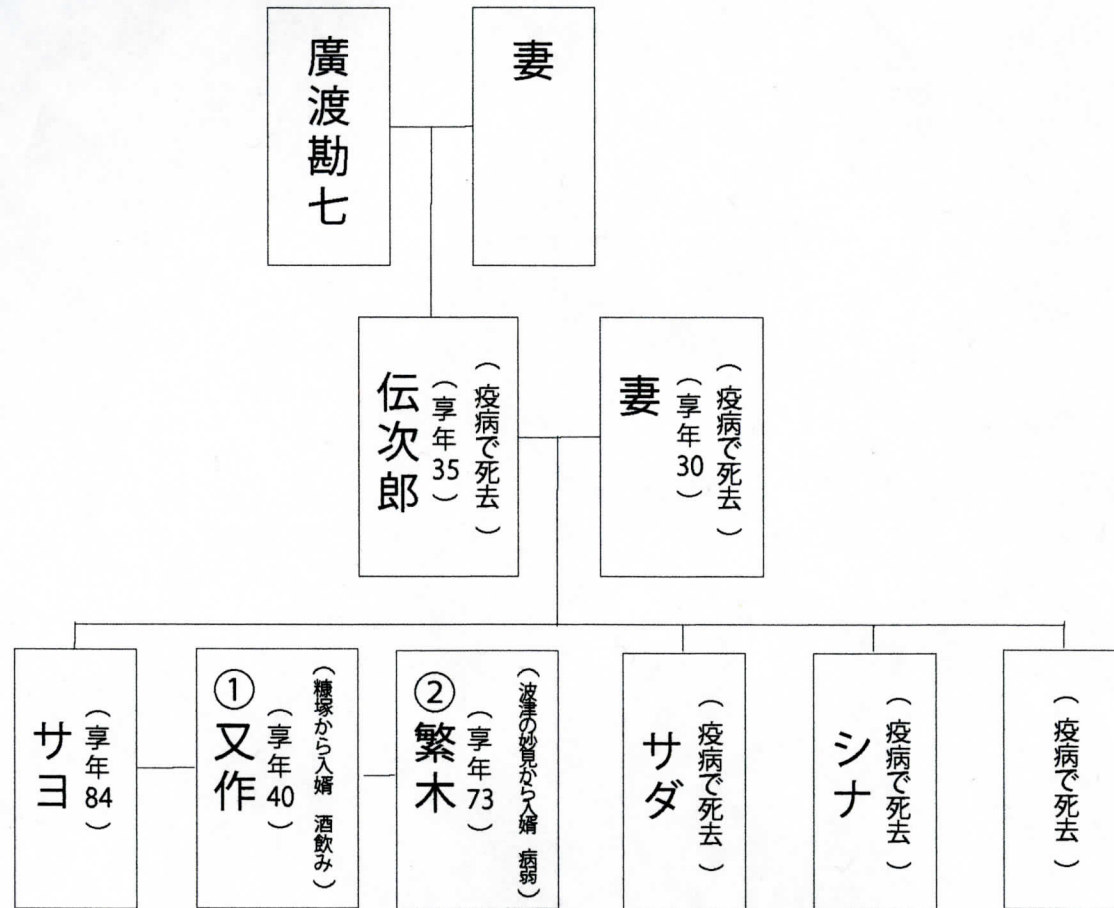 廣渡勘七
妻
伝次郎
（享年35）
（疫病で死去）
妻
（享年30）
（疫病で死去）
サヨ
（享年84）
①又作
（享年40）
（糠塚から入婿　酒飲み）
②繁木
（享年73）
（波津の妙見から入婿　病弱）
サダ
（疫病で死去）
シナ
（疫病で死去）
（疫病で死去）